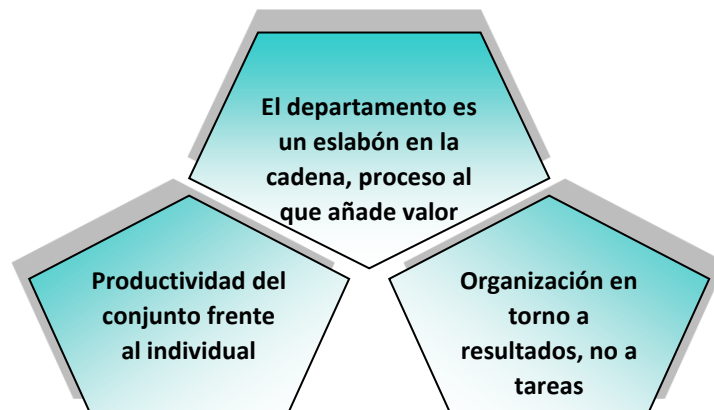 El departamento es
un eslabón en la
cadena, proceso al
que añade valor
Productividad del
conjunto frente
al individual
Organización en
torno a
resultados, no a
tareas